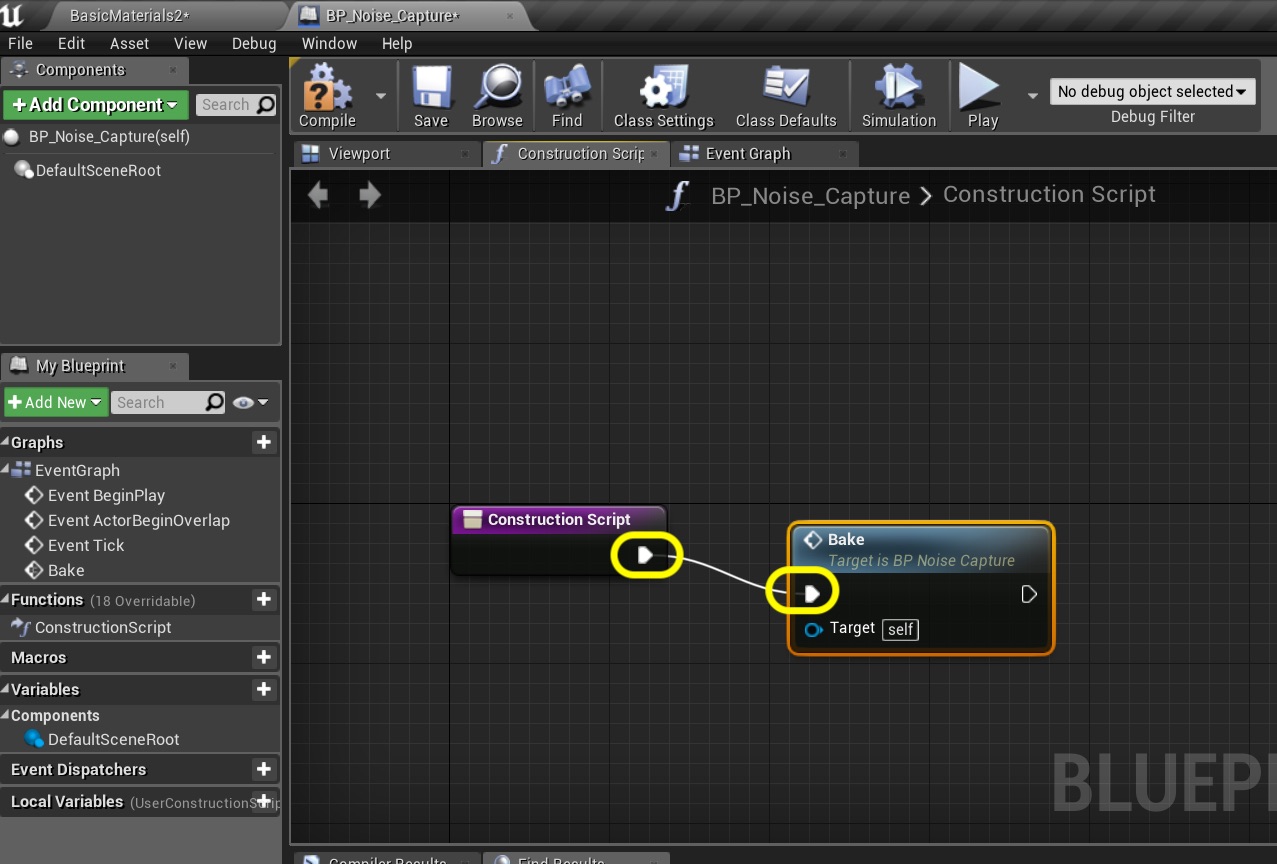 BasicMaterials2*
BP_Noise_Capture*
File Edit Asset View Debug Window Help
Components
+Add Component
Search
BP_Noise_Capture(self)
DefaultSceneRoot
Compile
Save
Browse
Find
Class Settings
Class Defaults
Simulation
Play
No debug object selected
Debug Filter
Viewport
Construction Scrip
Event Graph
BP_Noise_Capture > Construction Script
My Blueprint
+Add New
Search
Graphs
EventGraph
Event BeginPlay
Event ActorBeginOverlap
Event Tick
Bake
Functions (18 Overridable)
ConstructionScript
Macros
Variables
Components
DefaultSceneRoot
Event Dispatchers
Local Variables (UserConstructionScrip
Construction Script
Bake
Target is BP Noise Capture
Target self
BLUEP
Compiler Results
Find Results